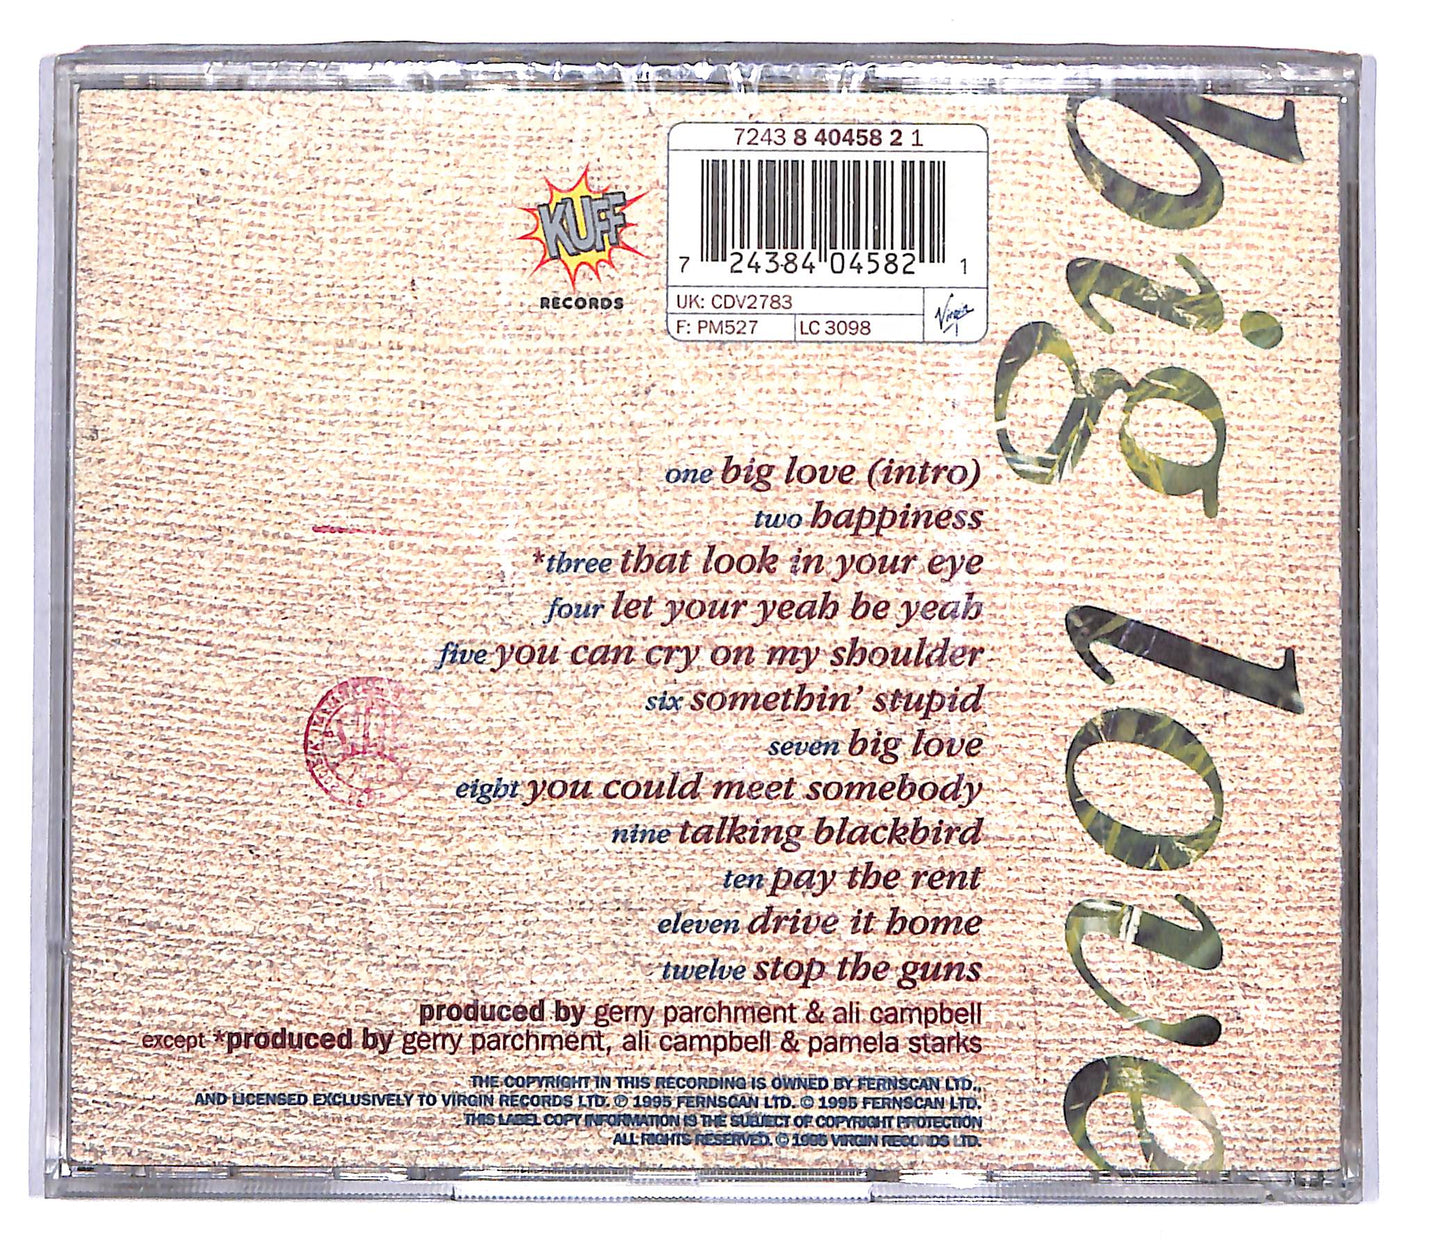 7243 8 40458 2 1
7 24384 04582 1
UK: CDV2783
F: PM527
LC 3098
Virgin
KUFF
RECORDS
big love
one big love (intro)
two happiness
*three that look in your eye
four let your yeah be yeah
five you can cry on my shoulder
six somethin' stupid
seven big love
eight you could meet somebody
nine talking blackbird
ten pay the rent
eleven drive it home
twelve stop the guns
produced by gerry parchment & ali campbell
except *produced by gerry parchment, ali campbell & pamela starks
THE COPYRIGHT IN THIS RECORDING IS OWNED BY FERNSCAN LTD.,
AND LICENSED EXCLUSIVELY TO VIRGIN RECORDS LTD. ℗ 1995 FERNSCAN LTD. © 1995 FERNSCAN LTD.
THIS LABEL COPY INFORMATION IS THE SUBJECT OF COPYRIGHT PROTECTION
ALL RIGHTS RESERVED. © 1995 VIRGIN RECORDS LTD.